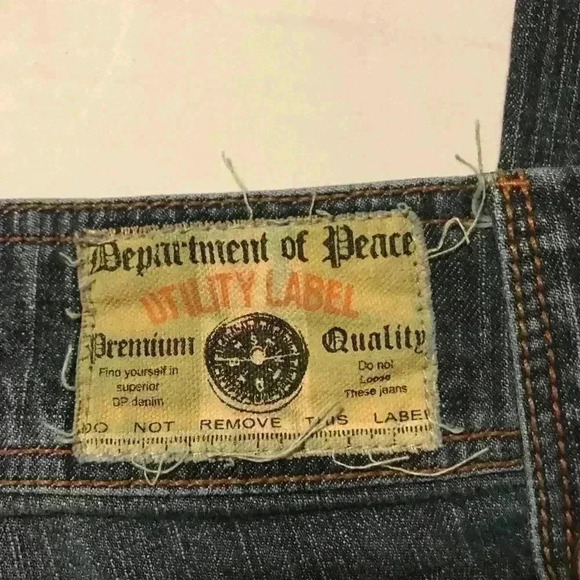 Department of Peace
UTILITY LABEL
Premium Quality
Find yourself in
superior
DP denim
Do not
Loose
These jeans
DO NOT REMOVE THIS LABEL